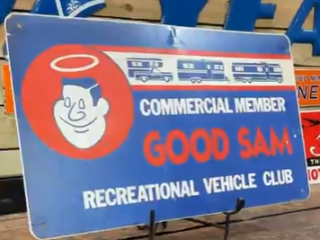 COMMERCIAL MEMBER
GOOD SAM
RECREATIONAL VEHICLE CLUB